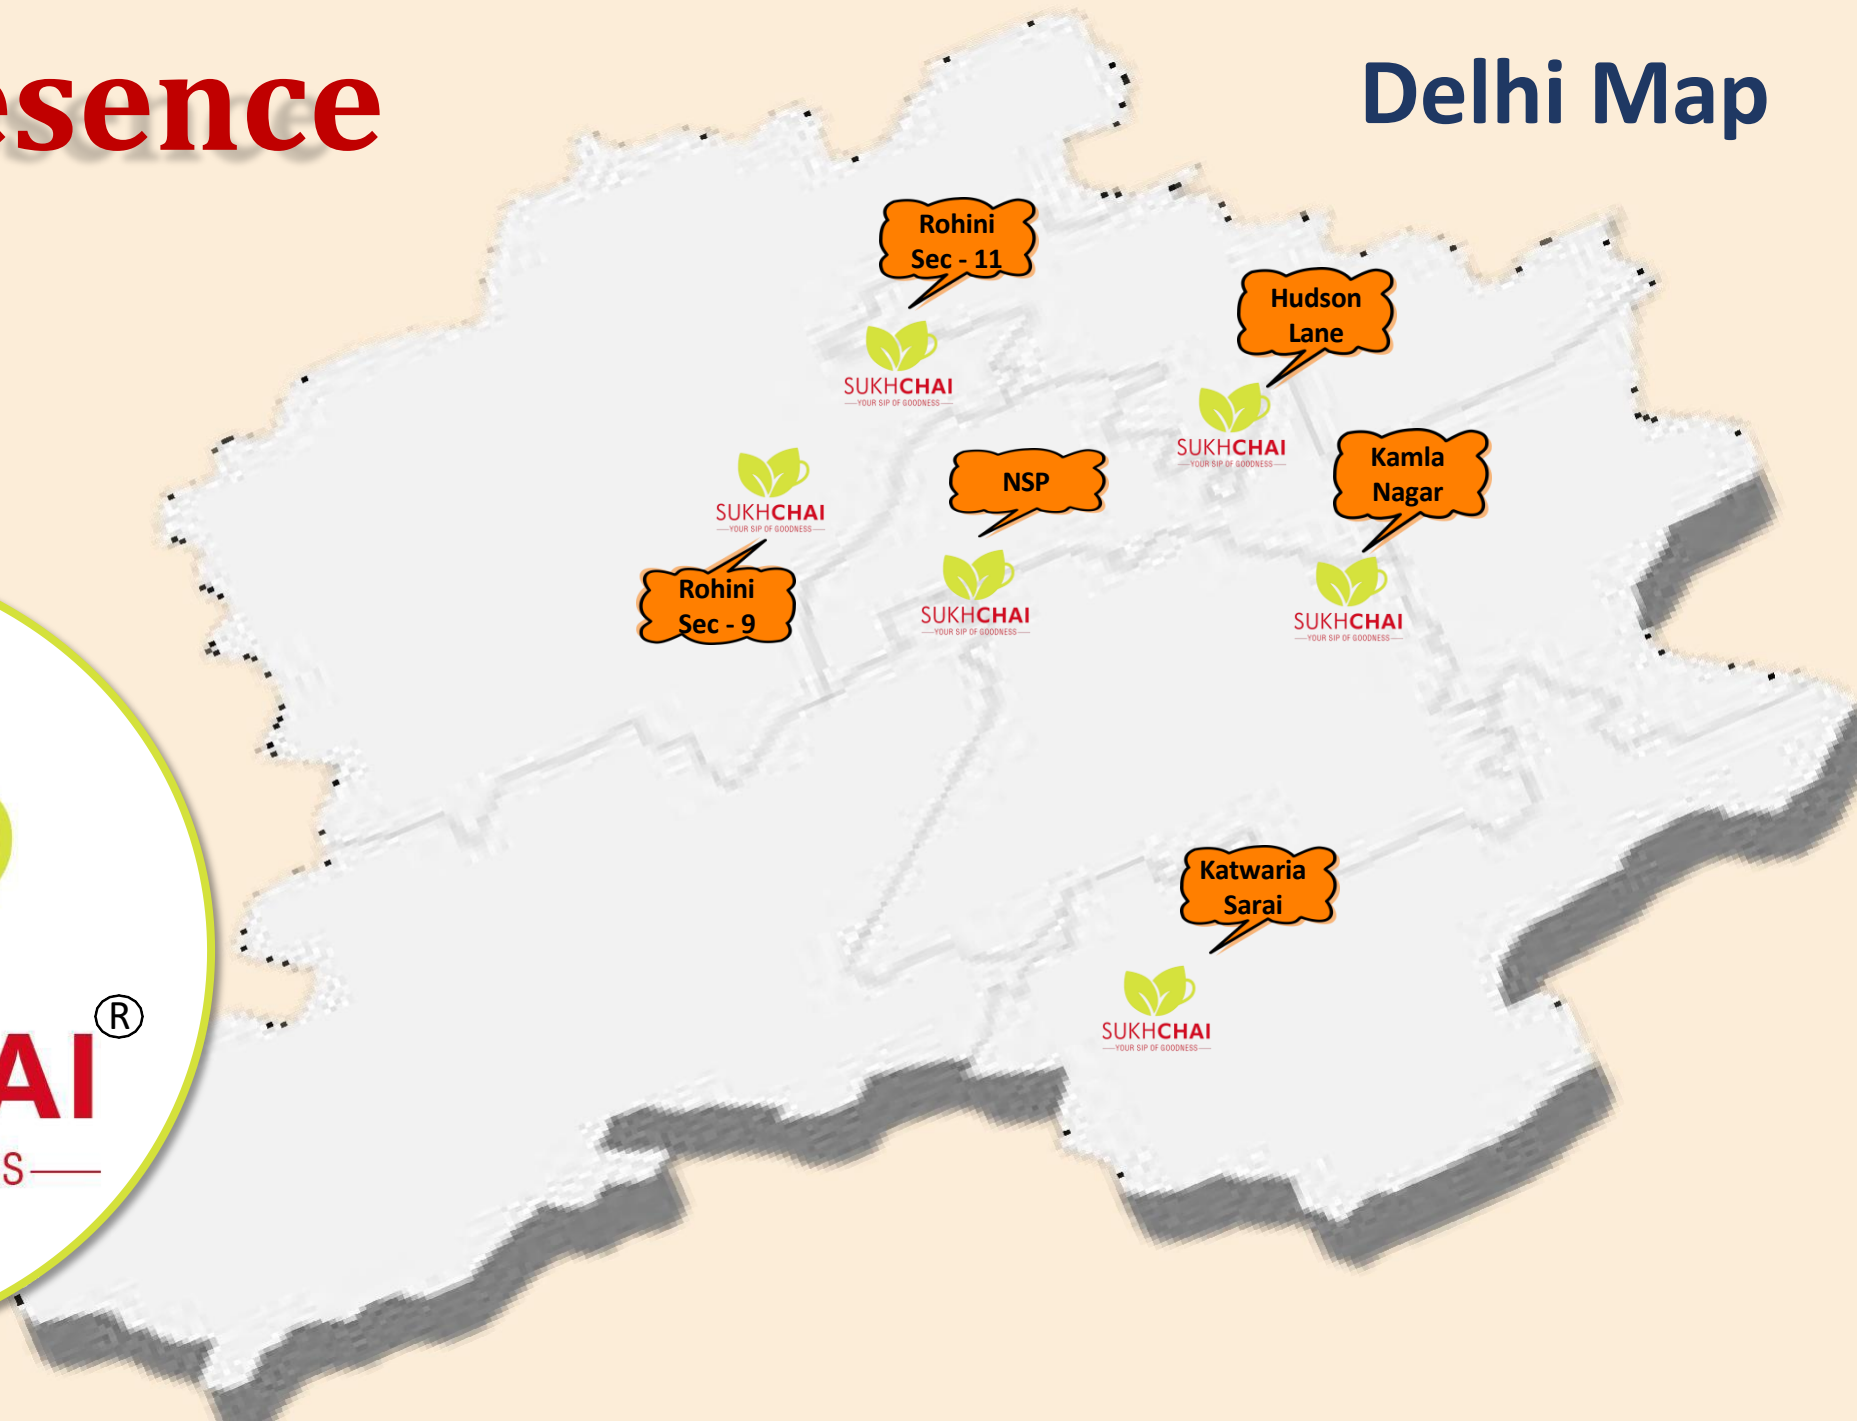 esence
Delhi Map
Rohini
Sec - 11
SUKHCHAI
YOUR SIP OF GOODNESS
Hudson
Lane
SUKHCHAI
YOUR SIP OF GOODNESS
Kamla
Nagar
SUKHCHAI
YOUR SIP OF GOODNESS
NSP
SUKHCHAI
YOUR SIP OF GOODNESS
SUKHCHAI
YOUR SIP OF GOODNESS
Rohini
Sec - 9
Katwaria
Sarai
SUKHCHAI
YOUR SIP OF GOODNESS
AI®
S